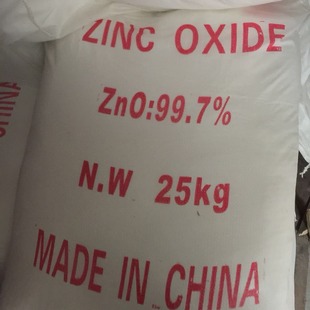 ZINC OXIDE
ZnO:99.7%
N.W 25kg
MADE IN CHINA